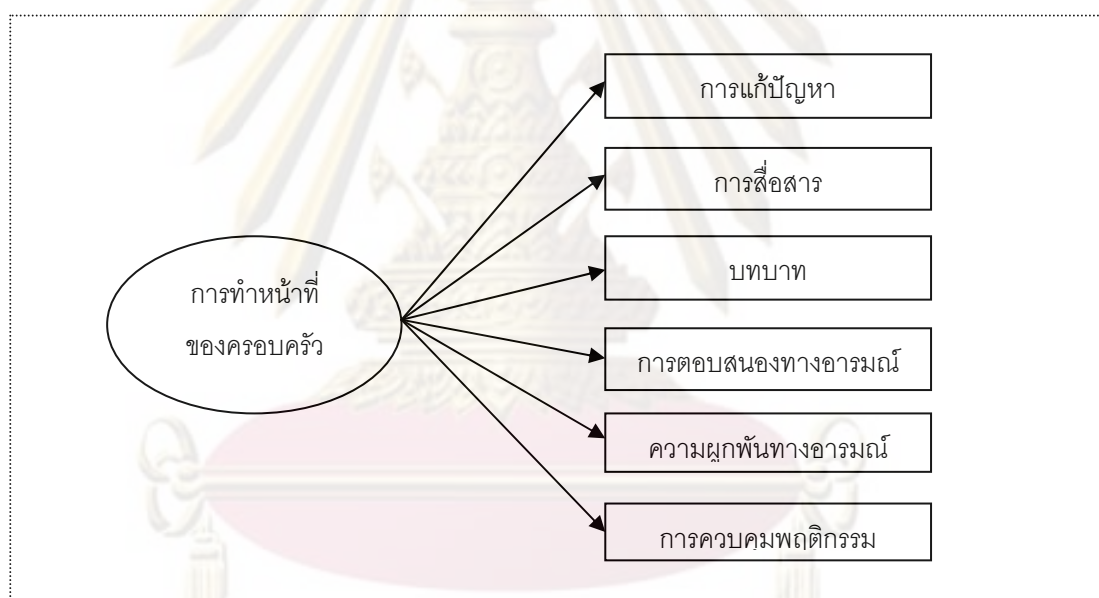 การแก้ปัญหา
การสื่อสาร
บทบาท
การทำหน้าที่
ของครอบครัว
การตอบสนองทางอารมณ์
ความผูกพันทางอารมณ์
การควบคุมพฤติกรรม